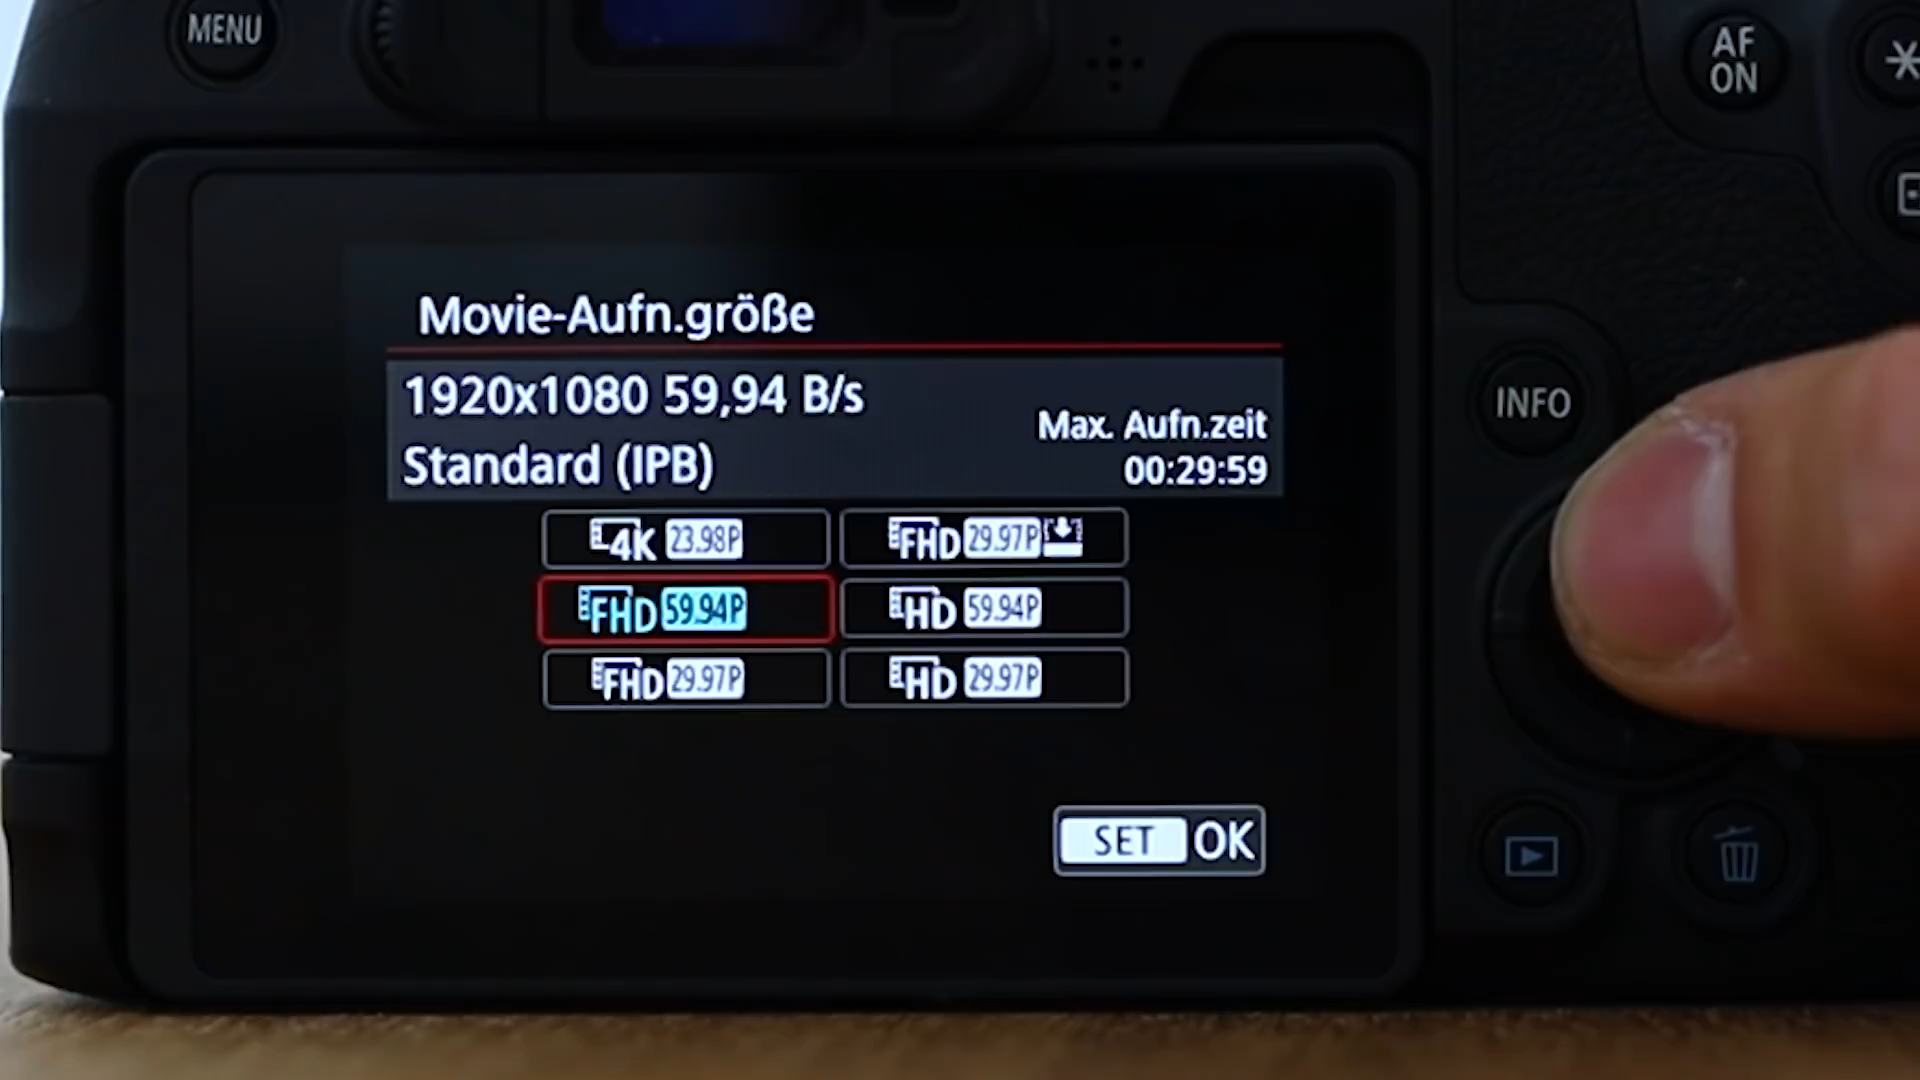 MENU
AF
ON
Movie-Aufn.größe
1920x1080 59,94 B/s
Standard (IPB)
Max. Aufn.zeit
00:29:59
INFO
4K 23.98P
FHD 29.97P
FHD 59.94P
HD 59.94P
FHD 29.97P
HD 29.97P
SET OK